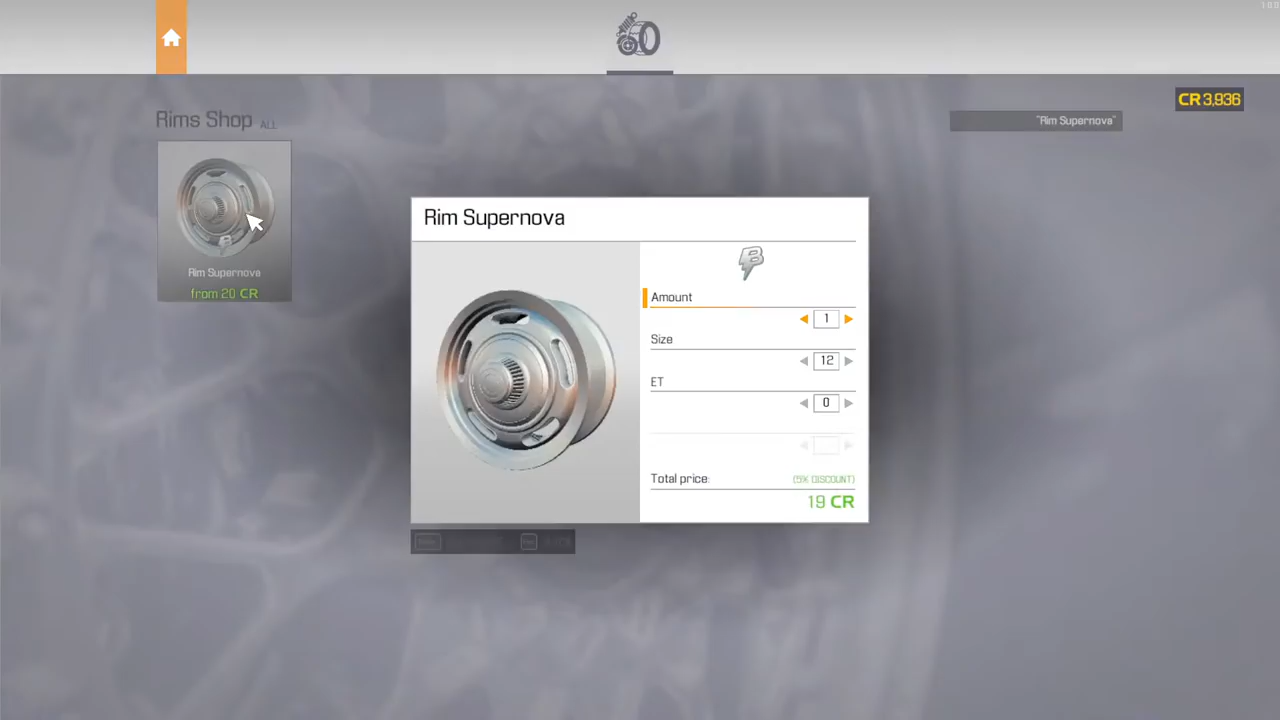 CR 3,936
Rims Shop ALL
"Rim Supernova"
Rim Supernova
from 20 CR
Rim Supernova
B
Amount
1
Size
12
ET
0
Total price:
(5% DISCOUNT)
19 CR